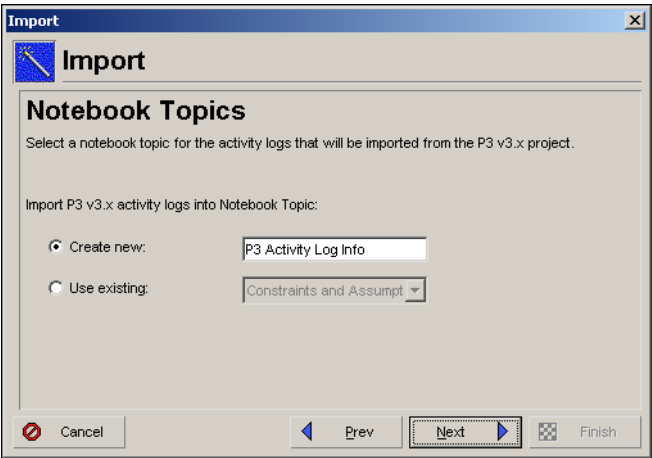 Import
Import
Notebook Topics
Select a notebook topic for the activity logs that will be imported from the P3 v3.x project.
Import P3 v3.x activity logs into Notebook Topic:
Create new: P3 Activity Log Info
Use existing: Constraints and Assumpt
Cancel Prev Next Finish